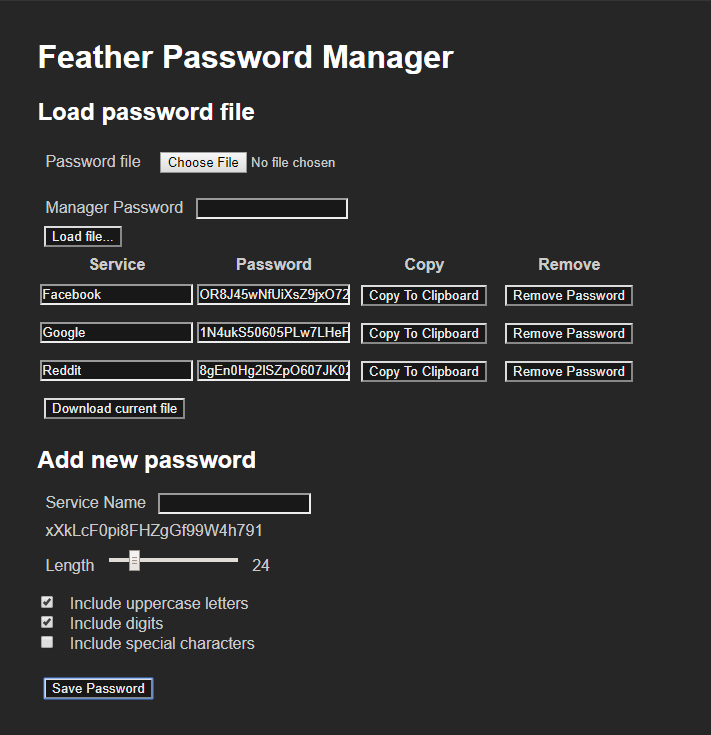 Feather Password Manager
Load password file
Password file Choose File No file chosen
Manager Password
Load file...
Service Password Copy Remove
Facebook OR8J45wNfUiXsZ9jxO72 Copy To Clipboard Remove Password
Google 1N4ukS50605PLw7LHeF Copy To Clipboard Remove Password
Reddit 8gEn0Hg2lSZpO607JK02 Copy To Clipboard Remove Password
Download current file
Add new password
Service Name
xXkLcF0pi8FHZgGf99W4h791
Length 24
Include uppercase letters
Include digits
Include special characters
Save Password